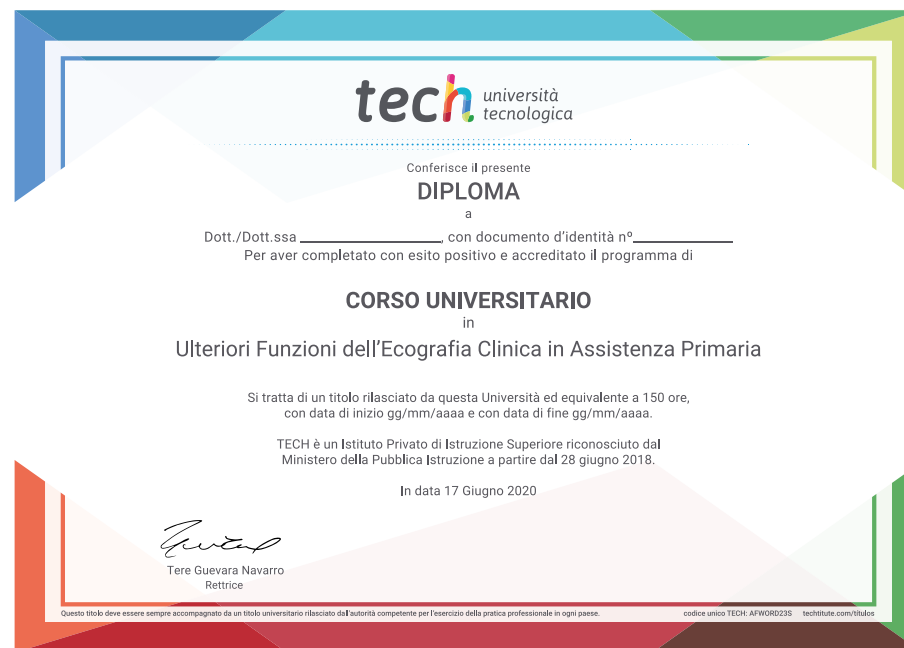 tech università
tecnologica
Conferisce il presente
DIPLOMA
a
Dott./Dott.ssa ____________________, con documento d'identità nº______________
Per aver completato con esito positivo e accreditato il programma di
CORSO UNIVERSITARIO
in
Ulteriori Funzioni dell'Ecografia Clinica in Assistenza Primaria
Si tratta di un titolo rilasciato da questa Università ed equivalente a 150 ore,
con data di inizio gg/mm/aaaa e con data di fine gg/mm/aaaa.
TECH è un Istituto Privato di Istruzione Superiore riconosciuto dal
Ministero della Pubblica Istruzione a partire dal 28 giugno 2018.
In data 17 Giugno 2020
Tere Guevara Navarro
Rettrice
Questo titolo deve essere sempre accompagnato da un titolo universitario rilasciato dall'autorità competente per l'esercizio della pratica professionale in ogni paese. codice unico TECH: AFWORD23S techtitute.com/titulos